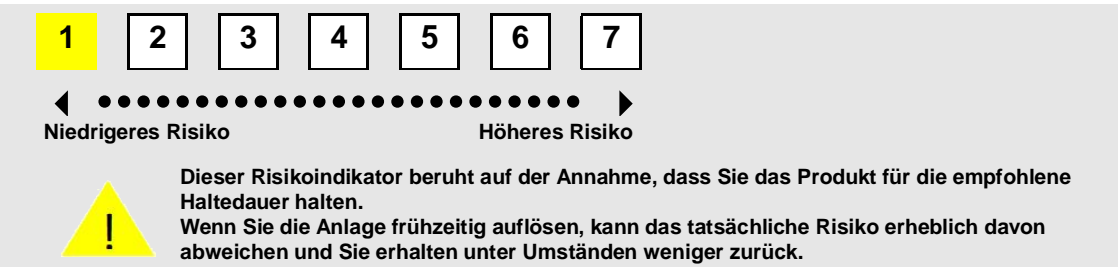 1 2 3 4 5 6 7
Niedrigeres Risiko Höheres Risiko
Dieser Risikoindikator beruht auf der Annahme, dass Sie das Produkt für die empfohlene
Haltedauer halten.
Wenn Sie die Anlage frühzeitig auflösen, kann das tatsächliche Risiko erheblich davon
! abweichen und Sie erhalten unter Umständen weniger zurück.